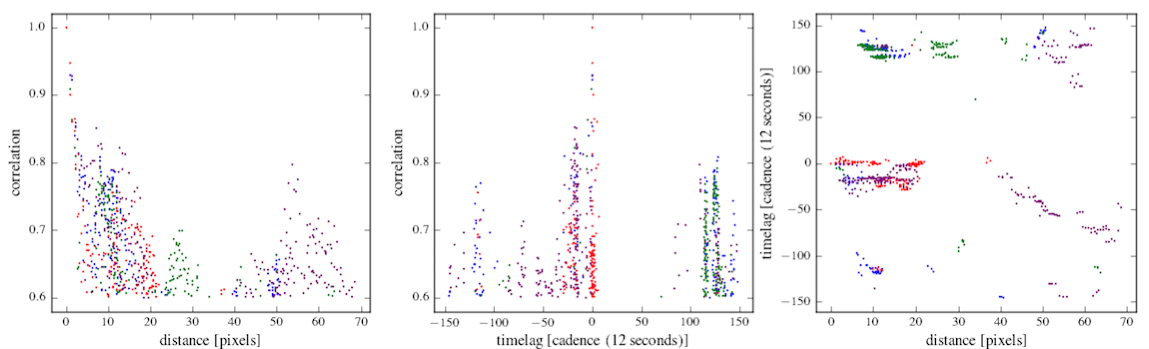 1.0
0.9
0.8
0.7
0.6
correlation
0 10 20 30 40 50 60 70
distance [pixels]
1.0
0.9
0.8
0.7
0.6
correlation
−150 −100 −50 0 50 100 150
timelag [cadence (12 seconds)]
150
100
50
0
−50
−100
−150
timelag [cadence (12 seconds)]
0 10 20 30 40 50 60 70
distance [pixels]